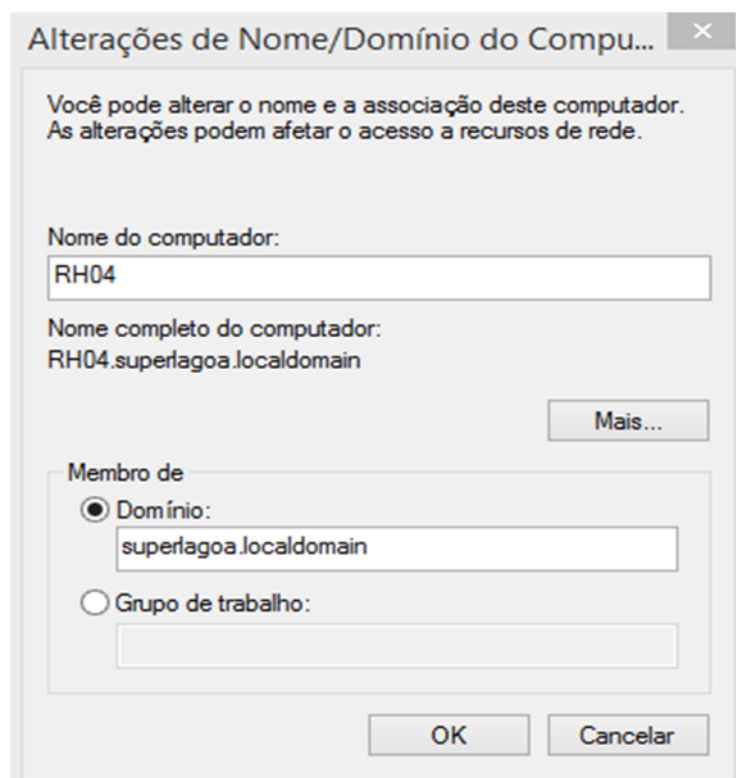 Alterações de Nome/Domínio do Compu...
Você pode alterar o nome e a associação deste computador.
As alterações podem afetar o acesso a recursos de rede.
Nome do computador:
RH04
Nome completo do computador:
RH04.superlagoa.localdomain
Mais...
Membro de
Domínio:
superlagoa.localdomain
Grupo de trabalho:
OK
Cancelar